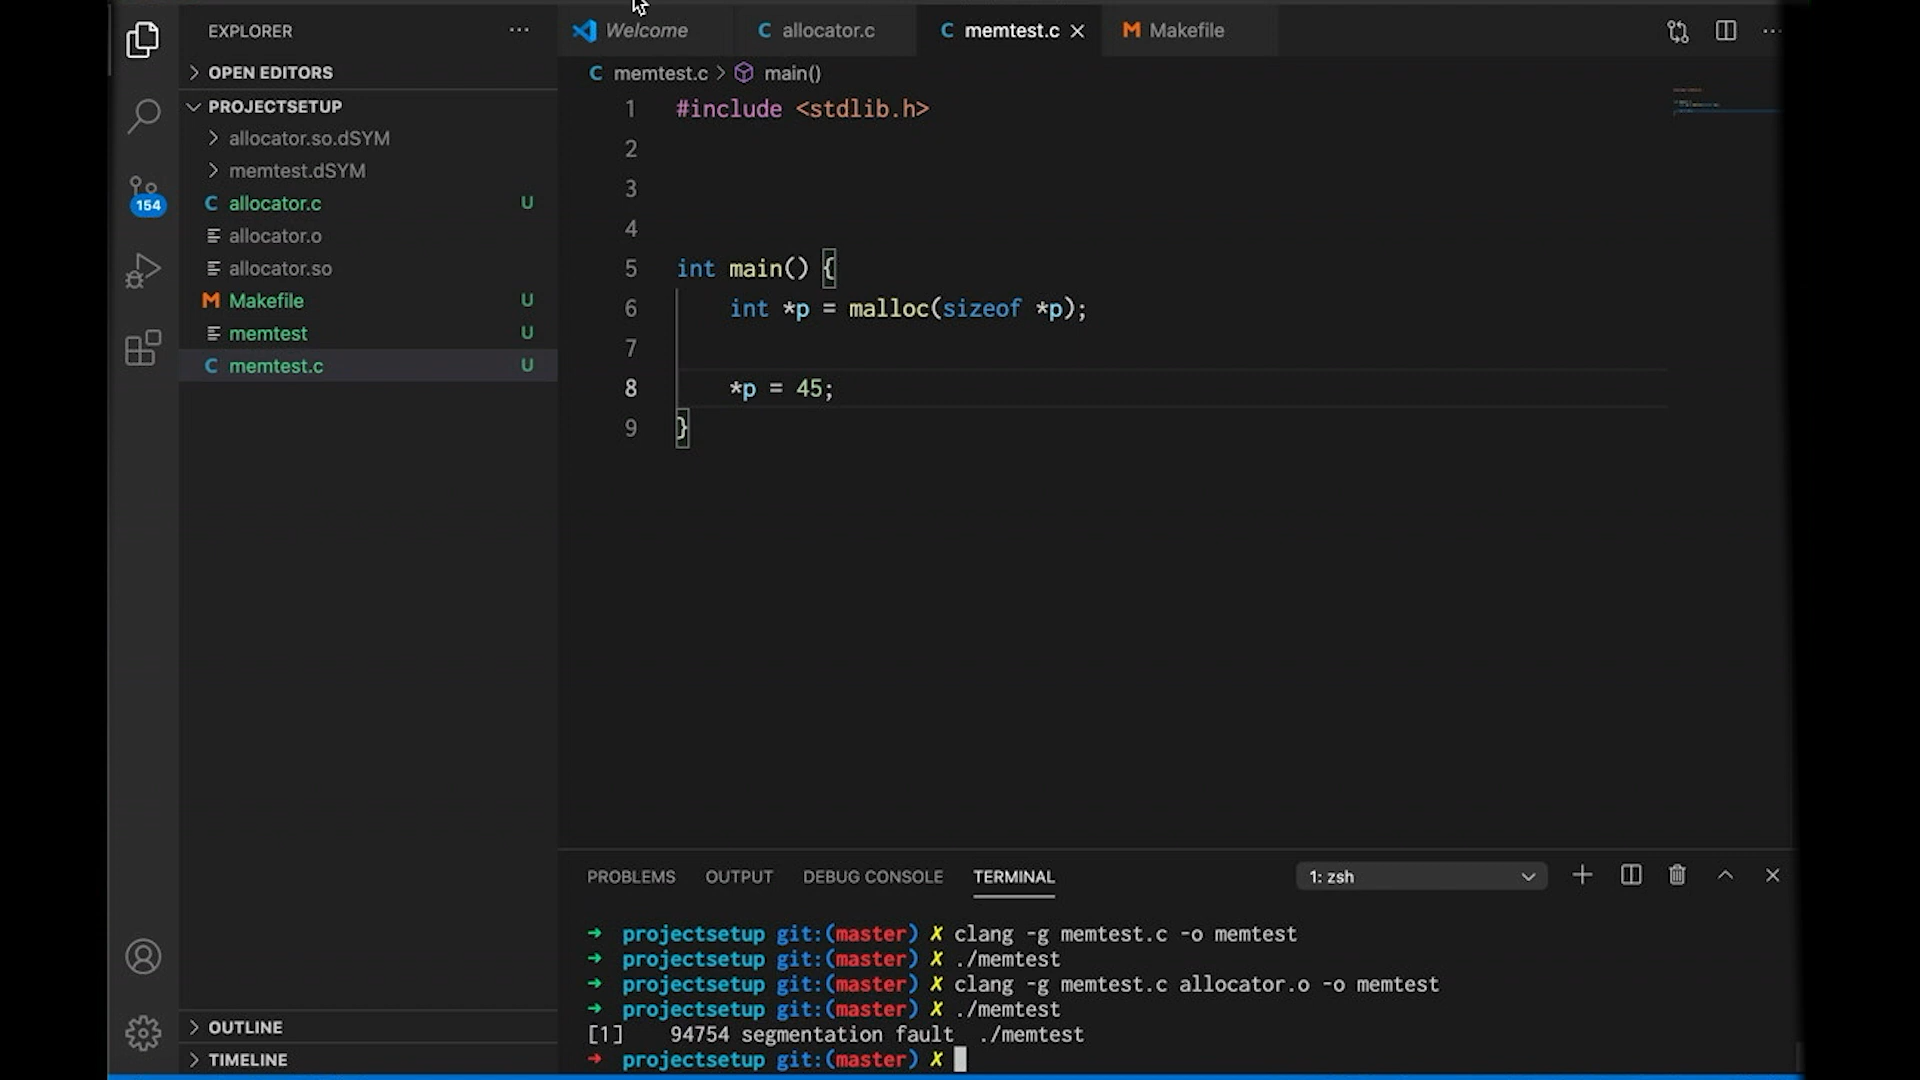 EXPLORER
OPEN EDITORS
PROJECTSETUP
allocator.so.dSYM
memtest.dSYM
C allocator.c U
allocator.o
allocator.so
M Makefile U
memtest U
C memtest.c U
154
OUTLINE
TIMELINE
Welcome
C allocator.c
C memtest.c
M Makefile
C memtest.c > main()
1 #include <stdlib.h>
2
3
4
5 int main() {
6 int *p = malloc(sizeof *p);
7
8 *p = 45;
9 }
PROBLEMS OUTPUT DEBUG CONSOLE TERMINAL 1: zsh
➜ projectsetup git:(master) ✗ clang -g memtest.c -o memtest
➜ projectsetup git:(master) ✗ ./memtest
➜ projectsetup git:(master) ✗ clang -g memtest.c allocator.o -o memtest
➜ projectsetup git:(master) ✗ ./memtest
[1] 94754 segmentation fault ./memtest
➜ projectsetup git:(master) ✗